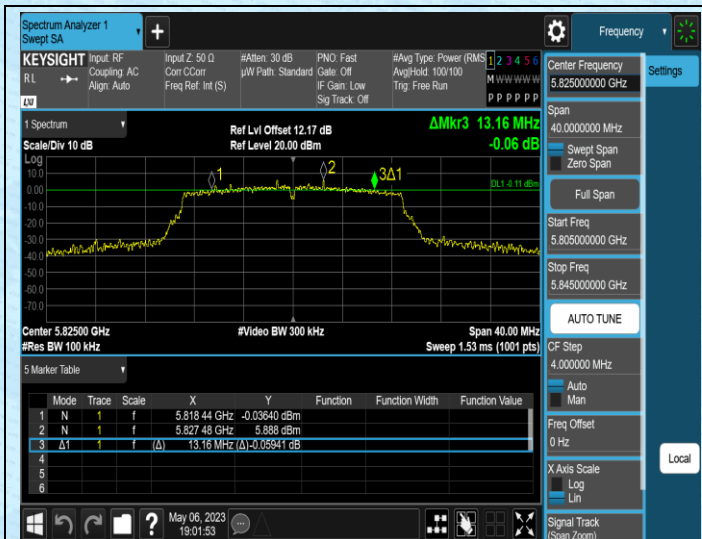 Spectrum Analyzer 1
Swept SA
+
Frequency
KEYSIGHT
RL
LXI
Input: RF
Coupling: AC
Align: Auto
Input Z: 50 Ω
Corr CCorr
Freq Ref: Int (S)
#Atten: 30 dB
µW Path: Standard
PNO: Fast
Gate: Off
IF Gain: Low
Sig Track: Off
#Avg Type: Power (RMS
Avg|Hold: 100/100
Trig: Free Run
1 2 3 4 5 6
M W W W W W
P P P P P P
Center Frequency
5.825000000 GHz
Settings
Span
40.0000000 MHz
Swept Span
Zero Span
Full Span
Start Freq
5.805000000 GHz
Stop Freq
5.845000000 GHz
AUTO TUNE
CF Step
4.000000 MHz
Auto
Man
Freq Offset
0 Hz
X Axis Scale
Log
Lin
Signal Track
(Span Zoom)
Local
1 Spectrum
Scale/Div 10 dB
Ref Lvl Offset 12.17 dB
Ref Level 20.00 dBm
ΔMkr3 13.16 MHz
-0.06 dB
Log
10.0
0.00
-10.0
-20.0
-30.0
-40.0
-50.0
-60.0
-70.0
1
2
3Δ1
DL1 -0.11 dBm
Center 5.82500 GHz
#Video BW 300 kHz
Span 40.00 MHz
#Res BW 100 kHz
Sweep 1.53 ms (1001 pts)
5 Marker Table
Mode Trace Scale X Y Function Function Width Function Value
1 N 1 f 5.818 44 GHz -0.03640 dBm
2 N 1 f 5.827 48 GHz 5.888 dBm
3 Δ1 1 f (Δ) 13.16 MHz (Δ) -0.05941 dB
4
5
6
?
May 06, 2023
19:01:53